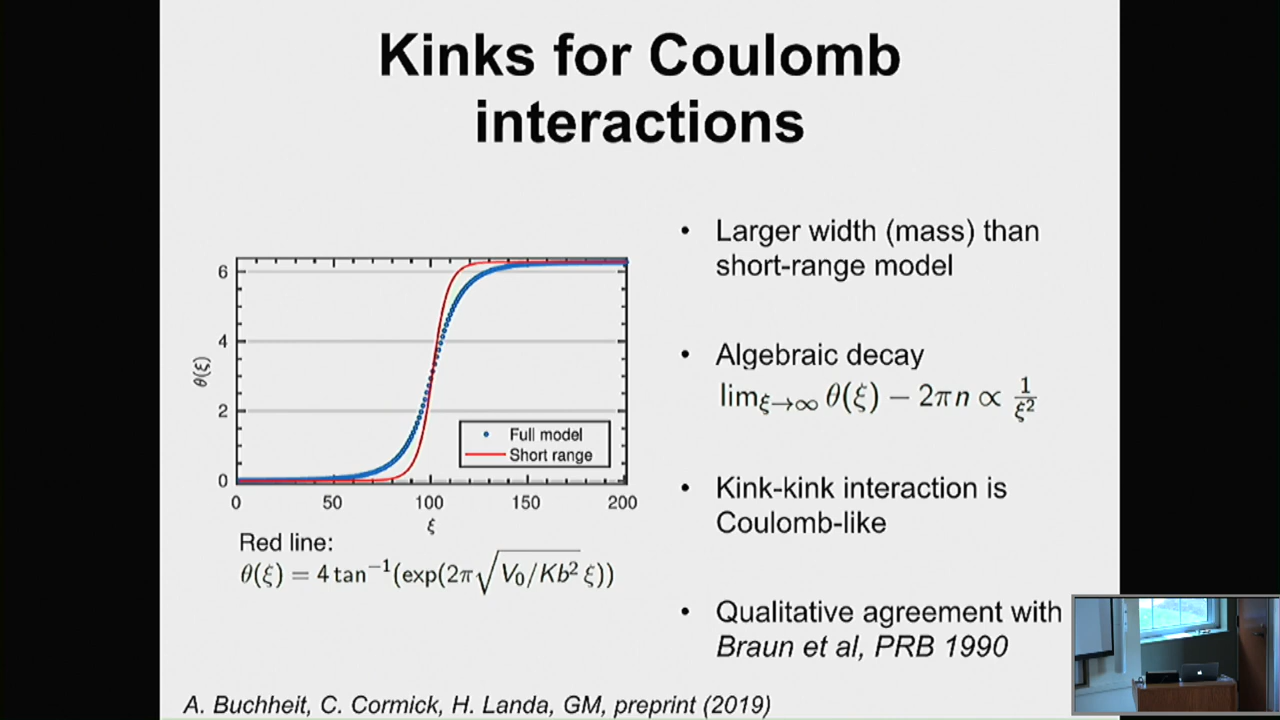 Kinks for Coulomb
interactions
θ(ξ)
6
4
2
0
Full model
Short range
0 50 100 150 200
ξ
Red line:
θ(ξ) = 4 tan⁻¹(exp(2π√(V₀/Kb²) ξ))
• Larger width (mass) than
short-range model
• Algebraic decay
lim_{ξ→∞} θ(ξ) − 2πn ∝ 1/ξ²
• Kink-kink interaction is
Coulomb-like
• Qualitative agreement with
Braun et al, PRB 1990
A. Buchheit, C. Cormick, H. Landa, GM, preprint (2019)